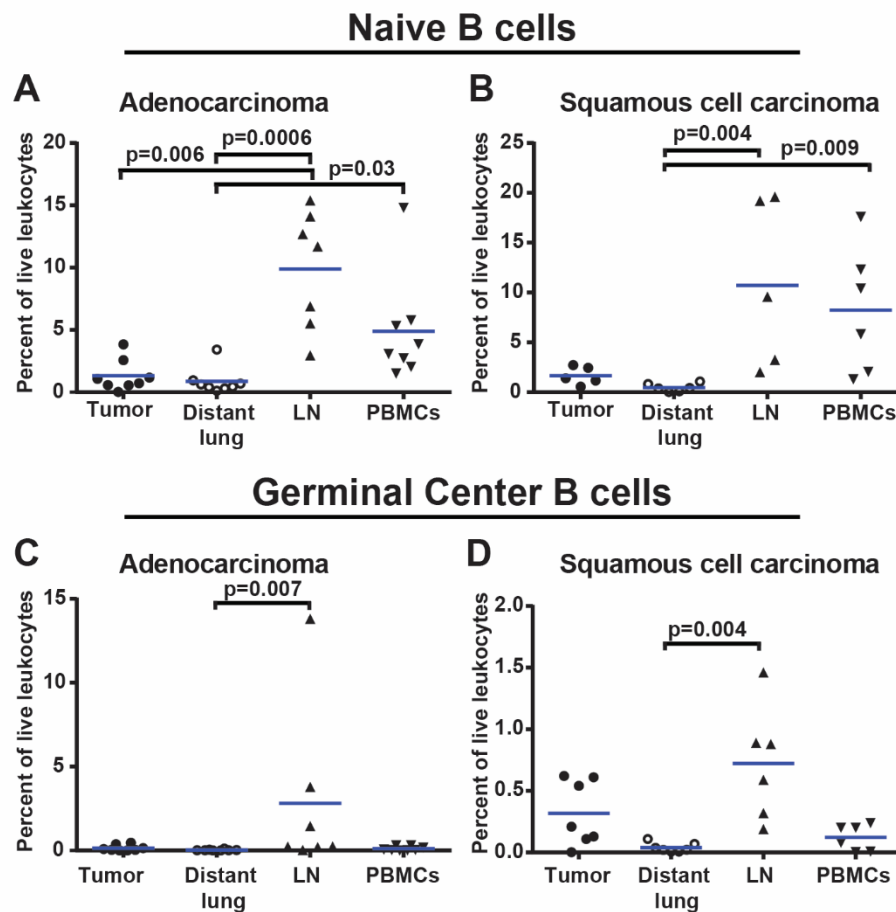 Naive B cells
A
Adenocarcinoma
Percent of live leukocytes
20
15
10
5
0
p=0.0006
p=0.006
p=0.03
Tumor
Distant
lung
LN
PBMCs
B
Squamous cell carcinoma
Percent of live leukocytes
25
20
15
10
5
0
p=0.004
p=0.009
Tumor
Distant
lung
LN
PBMCs
Germinal Center B cells
C
Adenocarcinoma
Percent of live leukocytes
15
10
5
0
p=0.007
Tumor
Distant
lung
LN
PBMCs
D
Squamous cell carcinoma
Percent of live leukocytes
2.0
1.5
1.0
0.5
0.0
p=0.004
Tumor
Distant
lung
LN
PBMCs